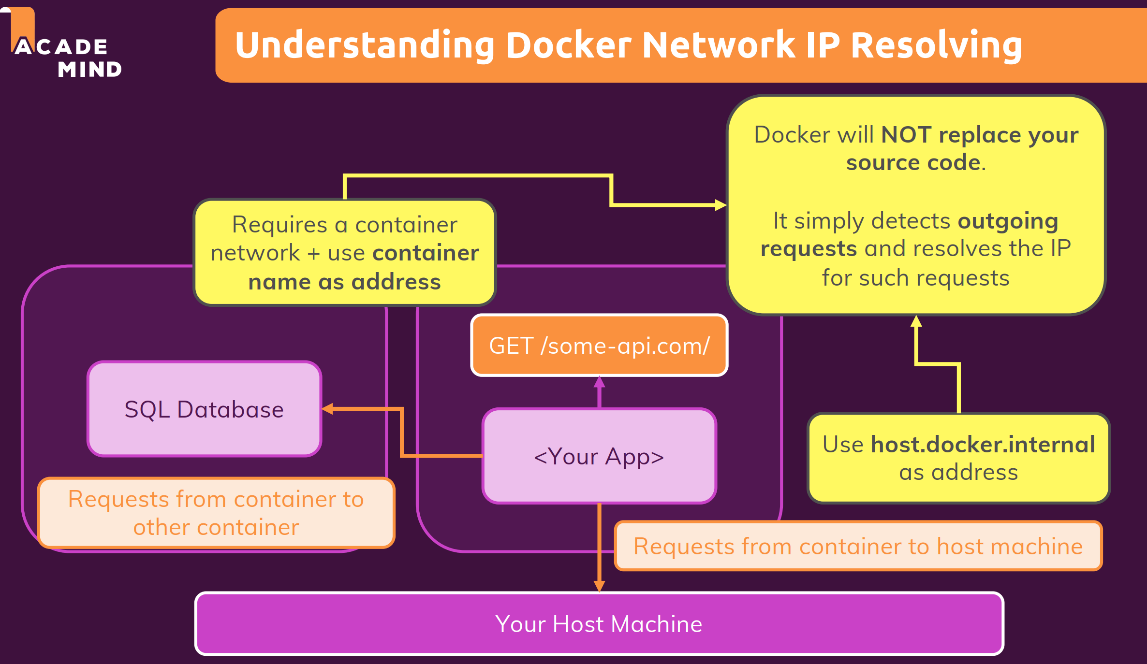 ACADE
MIND
Understanding Docker Network IP Resolving
Docker will NOT replace your
source code.
It simply detects outgoing
requests and resolves the IP
for such requests
Requires a container
network + use container
name as address
GET /some-api.com/
SQL Database
<Your App>
Use host.docker.internal
as address
Requests from container to
other container
Requests from container to host machine
Your Host Machine